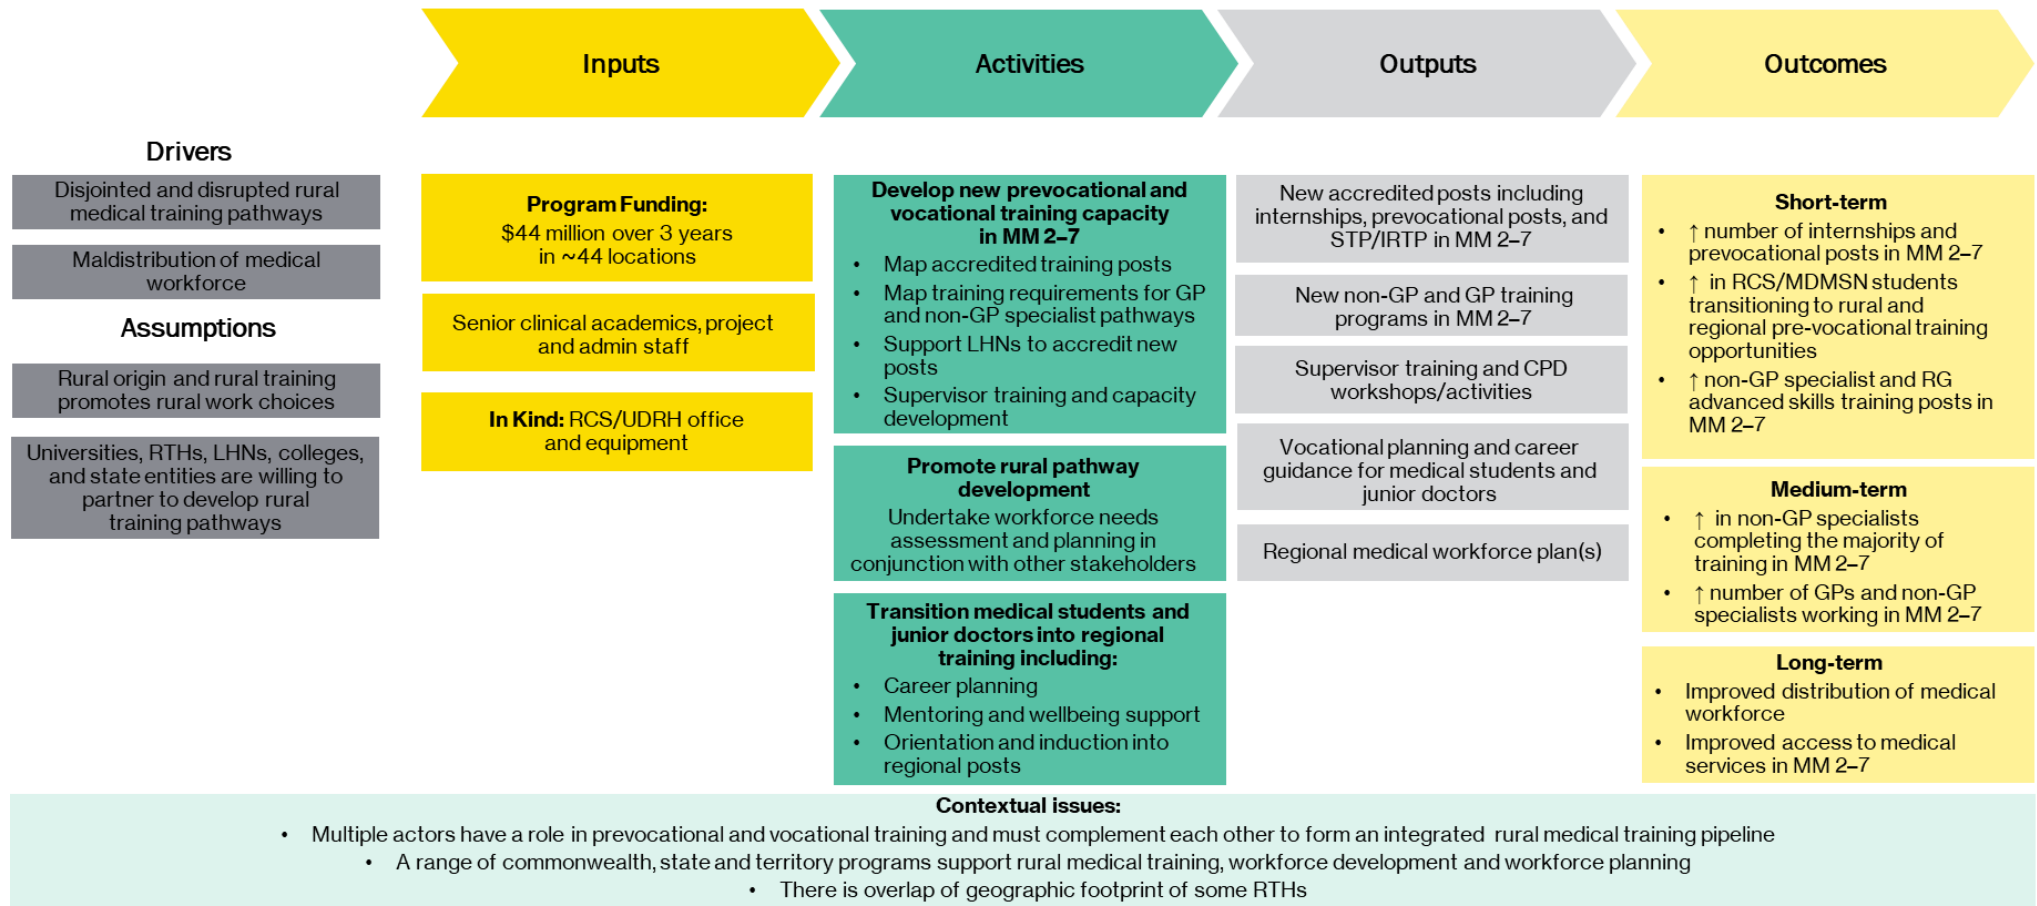 Inputs
Activities
Outputs
Outcomes
Drivers
Disjointed and disrupted rural
medical training pathways
Maldistribution of medical
workforce
Assumptions
Rural origin and rural training
promotes rural work choices
Universities, RTHs, LHNs, colleges,
and state entities are willing to
partner to develop rural
training pathways
Program Funding:
$44 million over 3 years
in ~44 locations
Senior clinical academics, project
and admin staff
In Kind: RCS/UDRH office
and equipment
Develop new prevocational and
vocational training capacity
in MM 2–7
• Map accredited training posts
• Map training requirements for GP
and non-GP specialist pathways
• Support LHNs to accredit new
posts
• Supervisor training and capacity
development
Promote rural pathway
development
Undertake workforce needs
assessment and planning in
conjunction with other stakeholders
Transition medical students and
junior doctors into regional
training including:
• Career planning
• Mentoring and wellbeing support
• Orientation and induction into
regional posts
New accredited posts including
internships, prevocational posts, and
STP/IRTP in MM 2–7
New non-GP and GP training
programs in MM 2–7
Supervisor training and CPD
workshops/activities
Vocational planning and career
guidance for medical students and
junior doctors
Regional medical workforce plan(s)
Short-term
• ↑ number of internships and
prevocational posts in MM 2–7
• ↑ in RCS/MDMSN students
transitioning to rural and
regional pre-vocational training
opportunities
• ↑ non-GP specialist and RG
advanced skills training posts in
MM 2–7
Medium-term
• ↑ in non-GP specialists
completing the majority of
training in MM 2–7
• ↑ number of GPs and non-GP
specialists working in MM 2–7
Long-term
• Improved distribution of medical
workforce
• Improved access to medical
services in MM 2–7
Contextual issues:
• Multiple actors have a role in prevocational and vocational training and must complement each other to form an integrated rural medical training pipeline
• A range of commonwealth, state and territory programs support rural medical training, workforce development and workforce planning
• There is overlap of geographic footprint of some RTHs